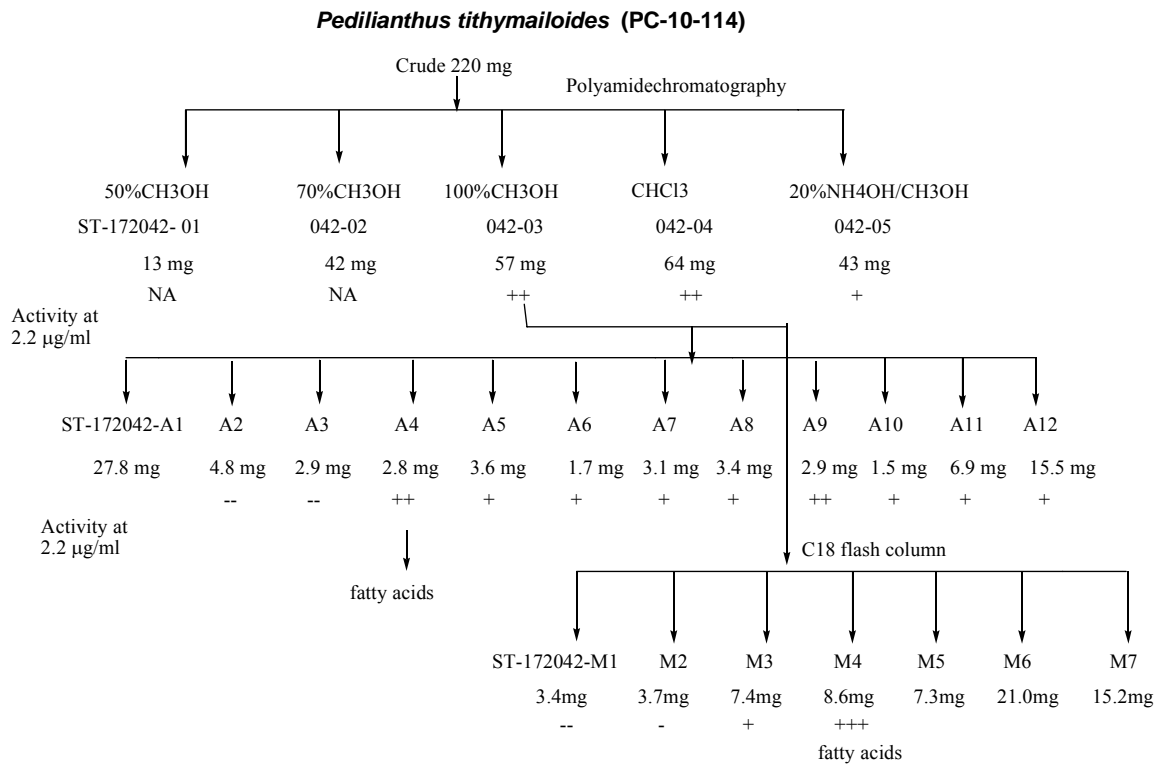 Pedilianthus tithymailoides (PC-10-114)
Crude 220 mg
Polyamidechromatography
50%CH3OH 70%CH3OH 100%CH3OH CHCl3 20%NH4OH/CH3OH
ST-172042- 01 042-02 042-03 042-04 042-05
13 mg 42 mg 57 mg 64 mg 43 mg
NA NA ++ ++ +
Activity at
2.2 μg/ml
ST-172042-A1 A2 A3 A4 A5 A6 A7 A8 A9 A10 A11 A12
27.8 mg 4.8 mg 2.9 mg 2.8 mg 3.6 mg 1.7 mg 3.1 mg 3.4 mg 2.9 mg 1.5 mg 6.9 mg 15.5 mg
-- -- ++ + + + + ++ + + +
Activity at
2.2 μg/ml
C18 flash column
fatty acids
ST-172042-M1 M2 M3 M4 M5 M6 M7
3.4mg 3.7mg 7.4mg 8.6mg 7.3mg 21.0mg 15.2mg
-- - + +++
fatty acids